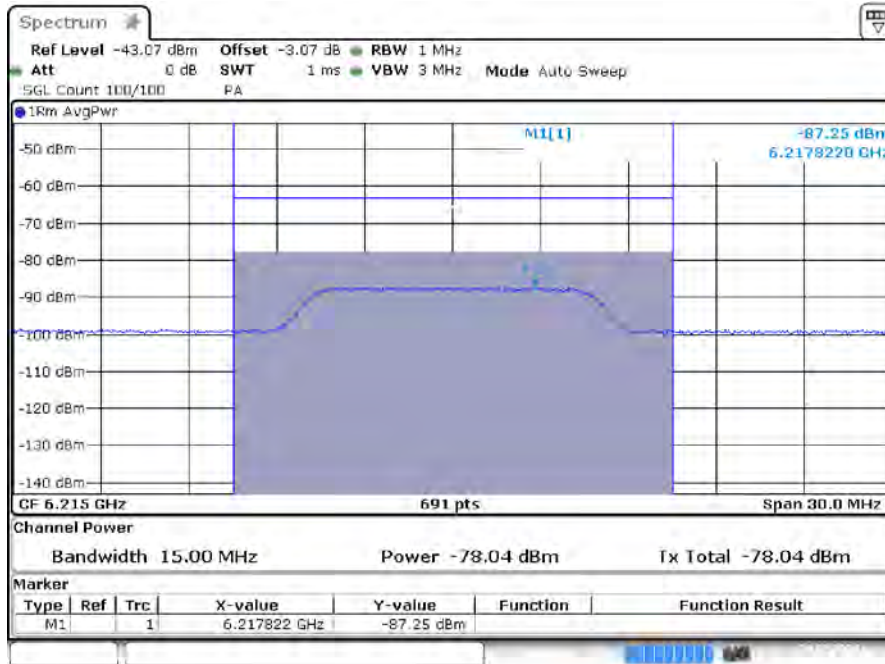 Spectrum
Ref Level -43.07 dBm Offset -3.07 dB RBW 1 MHz
Att 0 dB SWT 1 ms VBW 3 MHz Mode Auto Sweep
SGL Count 100/100 PA
1Rm AvgPwr
M1[1] -87.25 dBm
6.2178220 GHz
-50 dBm
-60 dBm
-70 dBm
-80 dBm
-90 dBm
-100 dBm
-110 dBm
-120 dBm
-130 dBm
-140 dBm
CF 6.215 GHz 691 pts Span 30.0 MHz
Channel Power
Bandwidth 15.00 MHz Power -78.04 dBm Tx Total -78.04 dBm
Marker
Type Ref Trc X-value Y-value Function Function Result
M1 1 6.217822 GHz -87.25 dBm